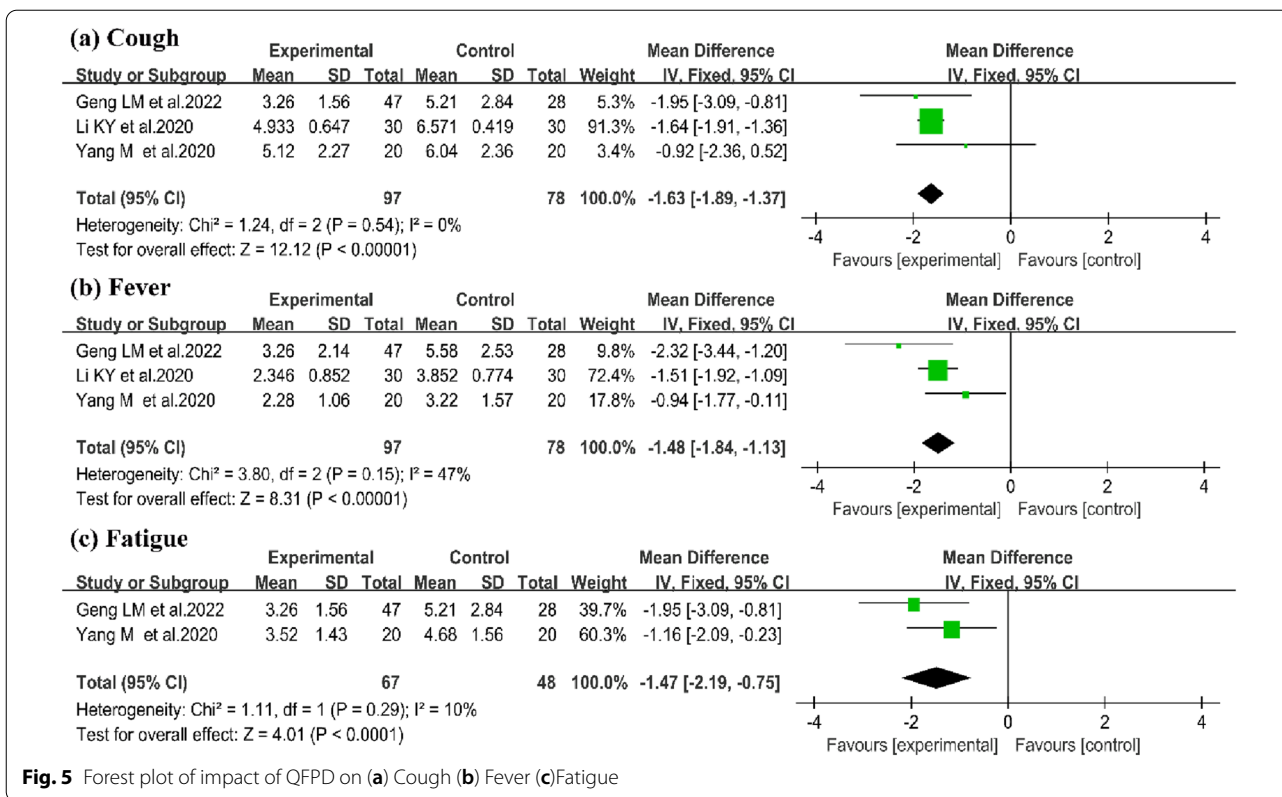 (a) Cough
Experimental Control Mean Difference Mean Difference
Study or Subgroup Mean SD Total Mean SD Total Weight IV, Fixed, 95% CI IV, Fixed, 95% CI
Geng LM et al.2022 3.26 1.56 47 5.21 2.84 28 5.3% -1.95 [-3.09, -0.81]
Li KY et al.2020 4.933 0.647 30 6.571 0.419 30 91.3% -1.64 [-1.91, -1.36]
Yang M et al.2020 5.12 2.27 20 6.04 2.36 20 3.4% -0.92 [-2.36, 0.52]
Total (95% CI) 97 78 100.0% -1.63 [-1.89, -1.37]
Heterogeneity: Chi² = 1.24, df = 2 (P = 0.54); I² = 0%
Test for overall effect: Z = 12.12 (P < 0.00001)
-4 -2 0 2 4
Favours [experimental] Favours [control]
(b) Fever
Experimental Control Mean Difference Mean Difference
Study or Subgroup Mean SD Total Mean SD Total Weight IV, Fixed, 95% CI IV, Fixed, 95% CI
Geng LM et al.2022 3.26 2.14 47 5.58 2.53 28 9.8% -2.32 [-3.44, -1.20]
Li KY et al.2020 2.346 0.852 30 3.852 0.774 30 72.4% -1.51 [-1.92, -1.09]
Yang M et al.2020 2.28 1.06 20 3.22 1.57 20 17.8% -0.94 [-1.77, -0.11]
Total (95% CI) 97 78 100.0% -1.48 [-1.84, -1.13]
Heterogeneity: Chi² = 3.80, df = 2 (P = 0.15); I² = 47%
Test for overall effect: Z = 8.31 (P < 0.00001)
-4 -2 0 2 4
Favours [experimental] Favours [control]
(c) Fatigue
Experimental Control Mean Difference Mean Difference
Study or Subgroup Mean SD Total Mean SD Total Weight IV, Fixed, 95% CI IV, Fixed, 95% CI
Geng LM et al.2022 3.26 1.56 47 5.21 2.84 28 39.7% -1.95 [-3.09, -0.81]
Yang M et al.2020 3.52 1.43 20 4.68 1.56 20 60.3% -1.16 [-2.09, -0.23]
Total (95% CI) 67 48 100.0% -1.47 [-2.19, -0.75]
Heterogeneity: Chi² = 1.11, df = 1 (P = 0.29); I² = 10%
Test for overall effect: Z = 4.01 (P < 0.0001)
-4 -2 0 2 4
Favours [experimental] Favours [control]
Fig. 5 Forest plot of impact of QFPD on (a) Cough (b) Fever (c)Fatigue